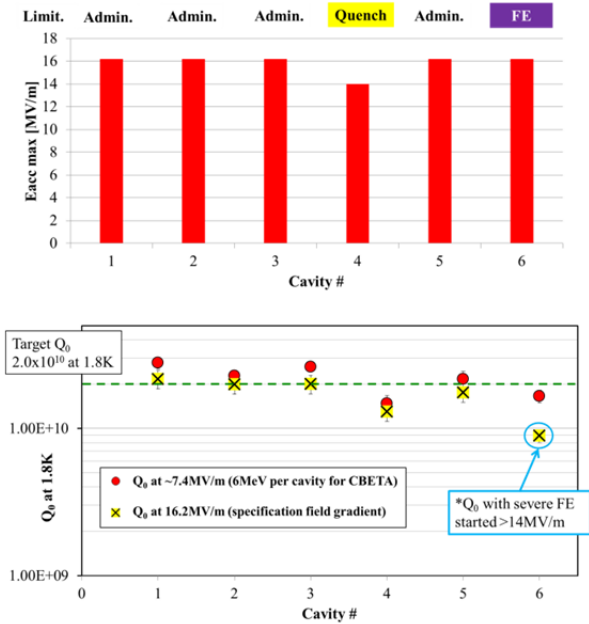 Limit. Admin. Admin. Admin. Quench Admin. FE
18
16
14
12
10
8
6
4
2
0
Eacc max [MV/m]
1 2 3 4 5 6
Cavity #
Target Q₀
2.0x10¹⁰ at 1.8K
1.00E+10
Q₀ at 1.8K
Q₀ at ~7.4MV/m (6MeV per cavity for CBETA)
Q₀ at 16.2MV/m (specification field gradient)
*Q₀ with severe FE
started >14MV/m
1.00E+09
0 1 2 3 4 5 6
Cavity #